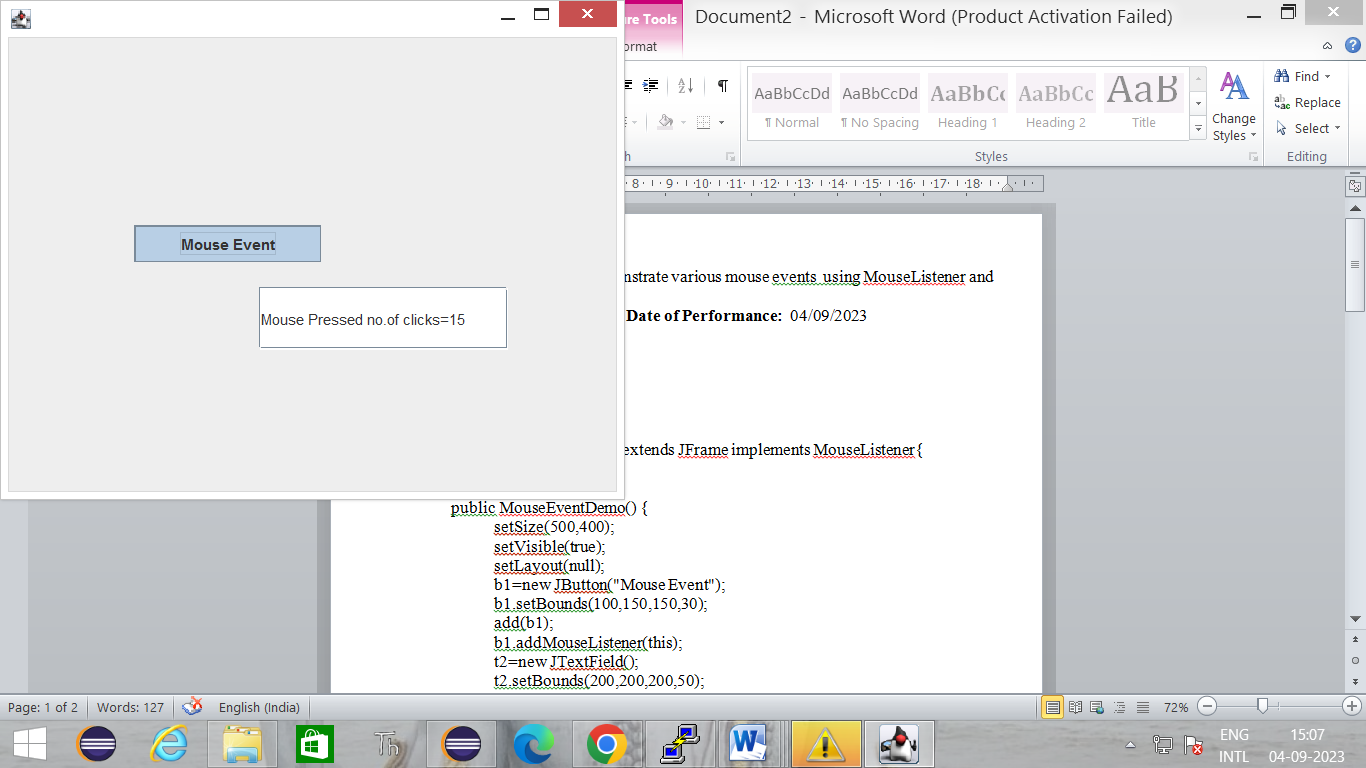 ure Tools
Document2 - Microsoft Word (Product Activation Failed)
ormat
AaBbCcDd
AaBbCcDd
AaBbCc
AaBbCc
AaB
¶ Normal
¶ No Spacing
Heading 1
Heading 2
Title
Change
Styles
Find
Replace
Select
h
Styles
Editing
8 9 10 11 12 13 14 15 16 17 18
Mouse Event
Mouse Pressed no.of clicks=15
nstrate various mouse events using MouseListener and
Date of Performance: 04/09/2023
extends JFrame implements MouseListener{
public MouseEventDemo() {
setSize(500,400);
setVisible(true);
setLayout(null);
b1=new JButton("Mouse Event");
b1.setBounds(100,150,150,30);
add(b1);
b1.addMouseListener(this);
t2=new JTextField();
t2.setBounds(200,200,200,50);
Page: 1 of 2
Words: 127
English (India)
72%
Th
ENG
INTL
15:07
04-09-2023